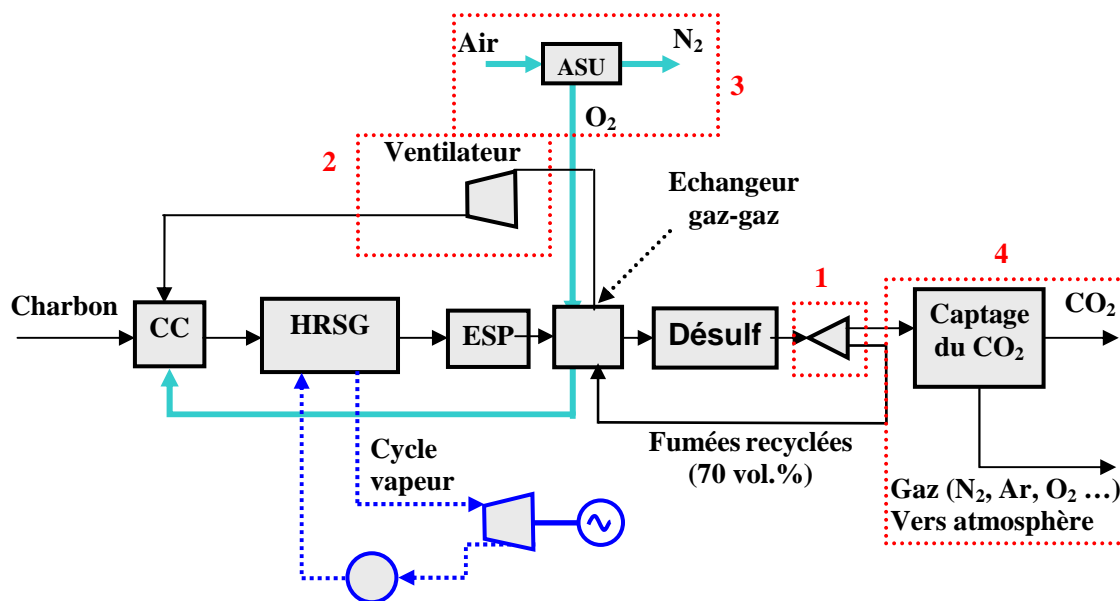 Air
N₂
ASU
3
O₂
2
Ventilateur
Echangeur
gaz-gaz
4
1
Charbon
CC
HRSG
ESP
Désulf
Captage
du CO₂
CO₂
Fumées recyclées
(70 vol.%)
Cycle
vapeur
Gaz (N₂, Ar, O₂ …)
Vers atmosphère